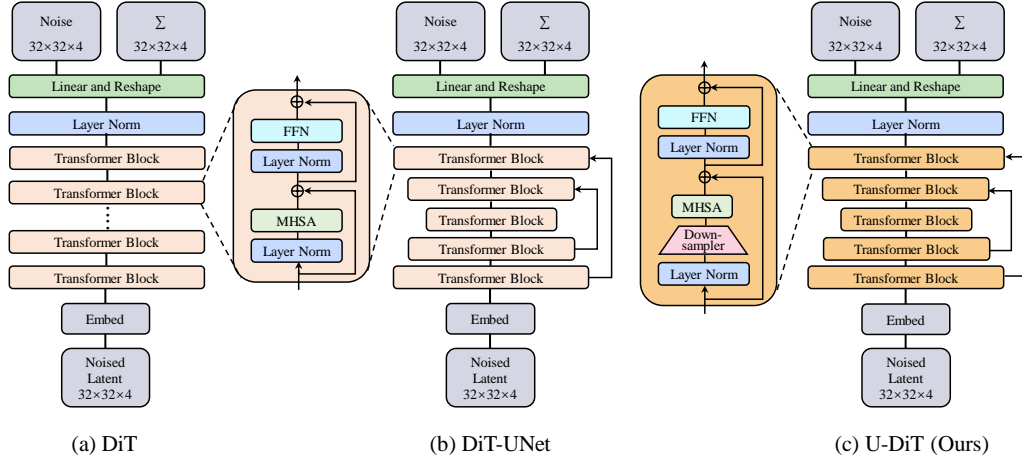 Noise
32×32×4
∑
32×32×4
Linear and Reshape
Layer Norm
Transformer Block
Transformer Block
Transformer Block
Transformer Block
Embed
Noised
Latent
32×32×4
(a) DiT
FFN
Layer Norm
MHSA
Layer Norm
Noise
32×32×4
∑
32×32×4
Linear and Reshape
Layer Norm
Transformer Block
Transformer Block
Transformer Block
Transformer Block
Transformer Block
Embed
Noised
Latent
32×32×4
(b) DiT-UNet
FFN
Layer Norm
MHSA
Down-
sampler
Layer Norm
Noise
32×32×4
∑
32×32×4
Linear and Reshape
Layer Norm
Transformer Block
Transformer Block
Transformer Block
Transformer Block
Transformer Block
Embed
Noised
Latent
32×32×4
(c) U-DiT (Ours)